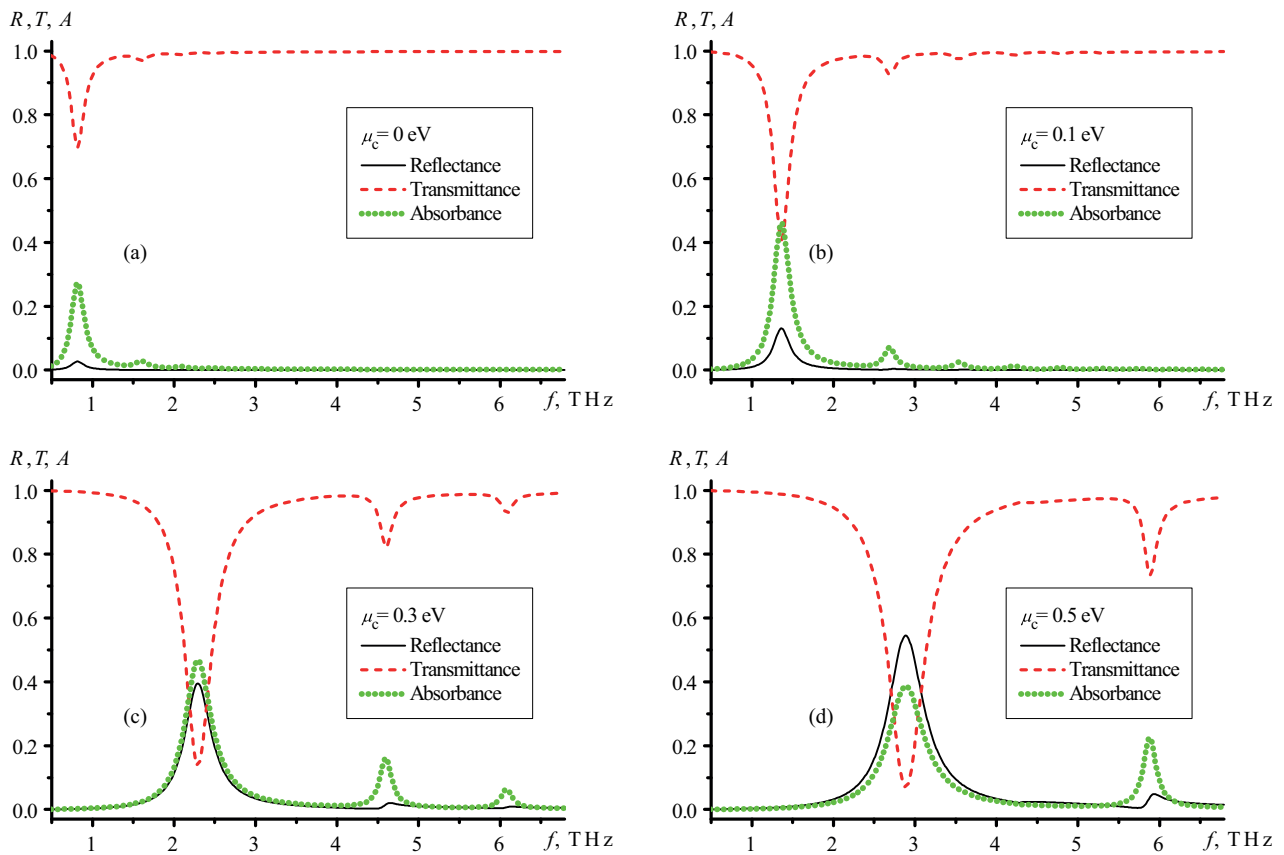 R, T, A
1.0
0.8
0.6
0.4
0.2
0.0
1 2 3 4 5 6
f, THz
μc= 0 eV
Reflectance
Transmittance
Absorbance
(a)
R, T, A
1.0
0.8
0.6
0.4
0.2
0.0
1 2 3 4 5 6
f, THz
μc= 0.1 eV
Reflectance
Transmittance
Absorbance
(b)
R, T, A
1.0
0.8
0.6
0.4
0.2
0.0
1 2 3 4 5 6
f, THz
μc= 0.3 eV
Reflectance
Transmittance
Absorbance
(c)
R, T, A
1.0
0.8
0.6
0.4
0.2
0.0
1 2 3 4 5 6
f, THz
μc= 0.5 eV
Reflectance
Transmittance
Absorbance
(d)